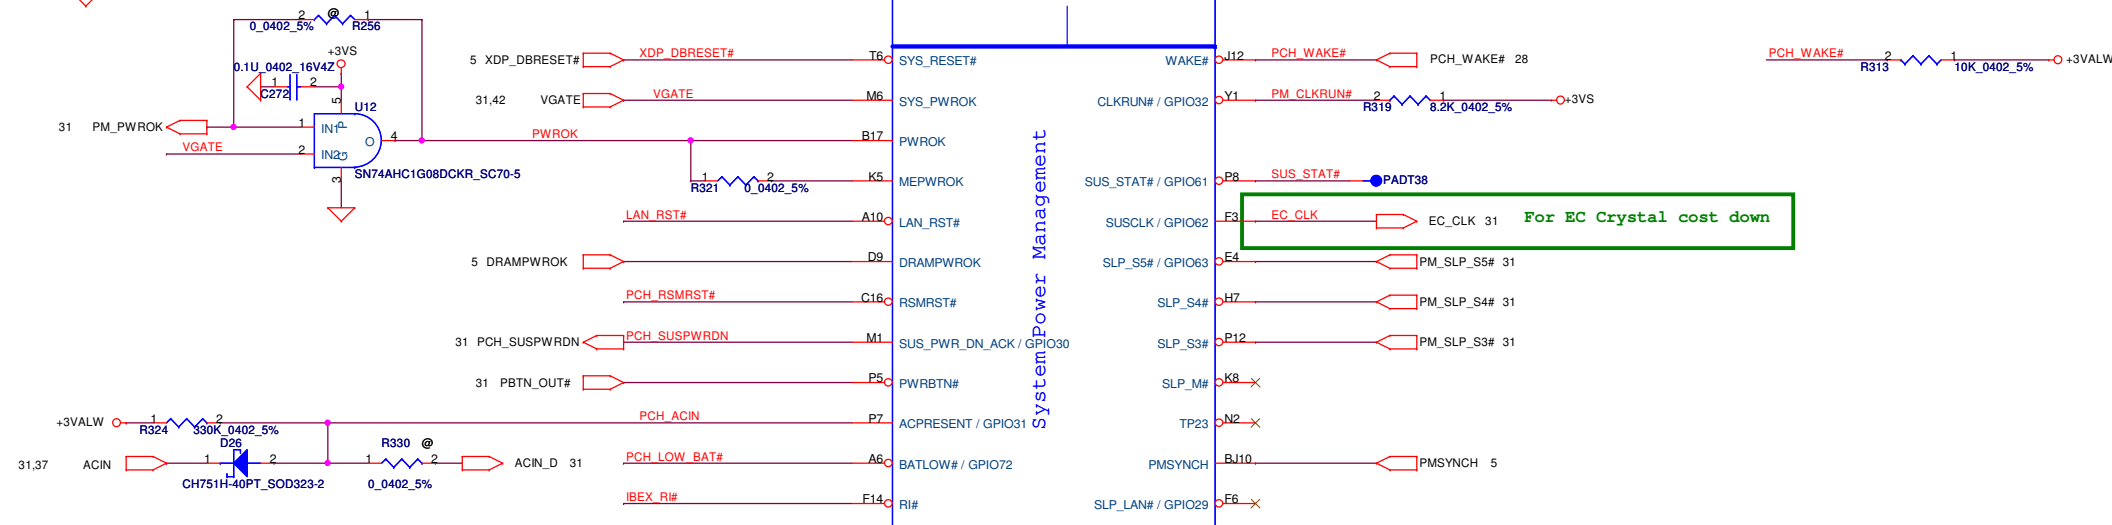 2 @ 1
0_0402_5% R256
+3VS
0.1U_0402_16V4Z
1 2
C272
5
U12
31 PM_PWROK 1 IN1 P
O 4
VGATE 2 IN2 G
3
SN74AHC1G08DCKR_SC70-5
PWROK
R321 1 2 0_0402_5%
5 XDP_DBRESET# XDP_DBRESET# T6 SYS_RESET#
31,42 VGATE VGATE M6 SYS_PWROK
B17 PWROK
K5 MEPWROK
LAN_RST# A10 LAN_RST#
5 DRAMPWROK D9 DRAMPWROK
PCH_RSMRST# C16 RSMRST#
31 PCH_SUSPWRDN PCH_SUSPWRDN M1 SUS_PWR_DN_ACK / GPIO30
31 PBTN_OUT# P5 PWRBTN#
+3VALW 1 2 PCH_ACIN P7 ACPRESENT / GPIO31
R324 330K_0402_5%
D26 R330 @
31,37 ACIN 1 2 1 2 ACIN_D 31
CH751H-40PT_SOD323-2 0_0402_5%
PCH_LOW_BAT# A6 BATLOW# / GPIO72
IBEX_RI# F14 RI#
System Power Management
WAKE# J12 PCH_WAKE# PCH_WAKE# 28
CLKRUN# / GPIO32 Y1 PM_CLKRUN# 2 1 +3VS
R319 8.2K_0402_5%
SUS_STAT# / GPIO61 P8 SUS_STAT# PADT38
SUSCLK / GPIO62 F3 EC_CLK EC_CLK 31 For EC Crystal cost down
SLP_S5# / GPIO63 E4 PM_SLP_S5# 31
SLP_S4# H7 PM_SLP_S4# 31
SLP_S3# P12 PM_SLP_S3# 31
SLP_M# K8
TP23 N2
PMSYNCH BJ10 PMSYNCH 5
SLP_LAN# / GPIO29 F6
PCH_WAKE# 2 1 +3VALW
R313 10K_0402_5%